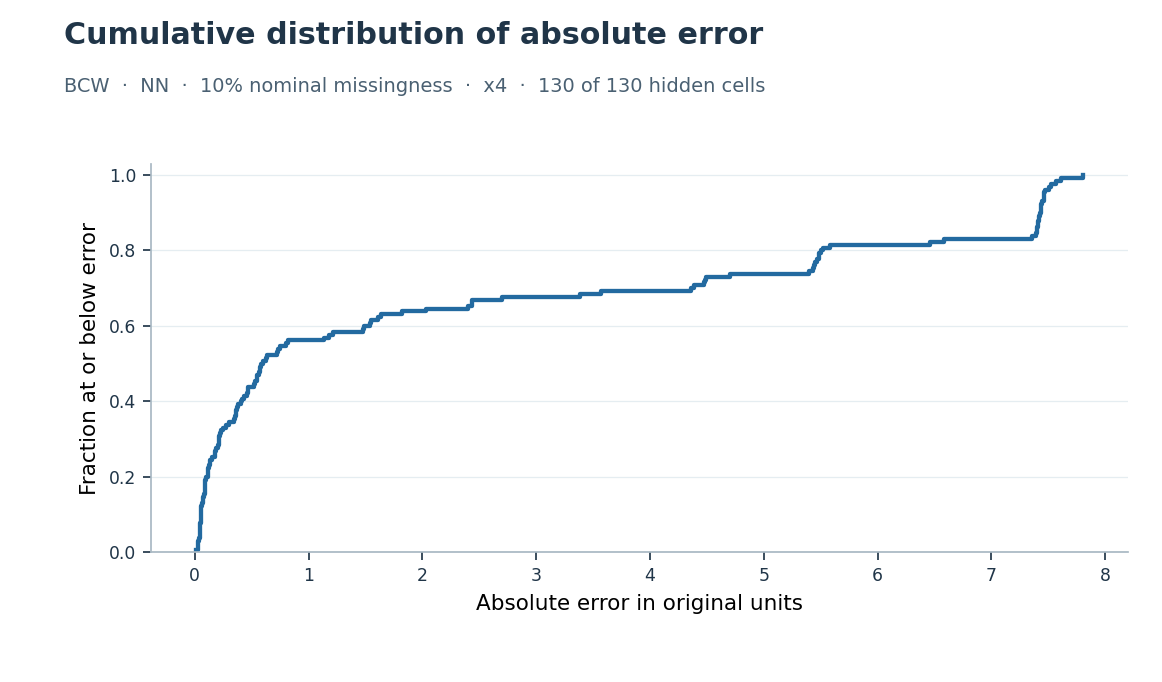 Cumulative distribution of absolute error
BCW · NN · 10% nominal missingness · x4 · 130 of 130 hidden cells
Fraction at or below error
1.0
0.8
0.6
0.4
0.2
0.0
0 1 2 3 4 5 6 7 8
Absolute error in original units